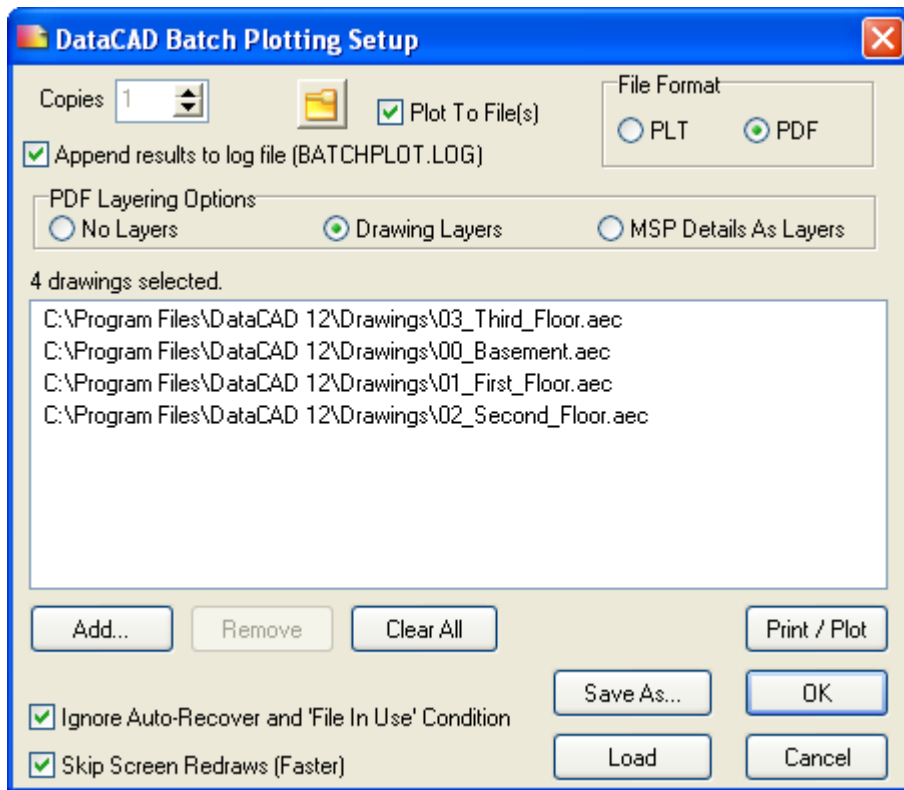 DataCAD Batch Plotting Setup
Copies 1
Plot To File(s)
File Format
PLT PDF
Append results to log file (BATCHPLOT.LOG)
PDF Layering Options
No Layers Drawing Layers MSP Details As Layers
4 drawings selected.
C:\Program Files\DataCAD 12\Drawings\03_Third_Floor.aec
C:\Program Files\DataCAD 12\Drawings\00_Basement.aec
C:\Program Files\DataCAD 12\Drawings\01_First_Floor.aec
C:\Program Files\DataCAD 12\Drawings\02_Second_Floor.aec
Add... Remove Clear All Print / Plot
Save As... OK
Ignore Auto-Recover and 'File In Use' Condition
Load Cancel
Skip Screen Redraws (Faster)